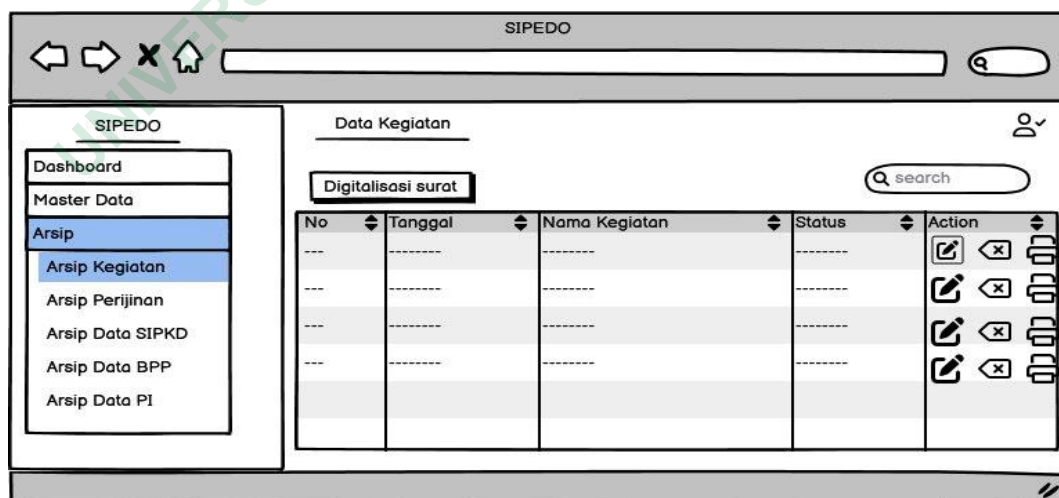 SIPEDO
SIPEDO
Dashboard
Master Data
Arsip
Arsip Kegiatan
Arsip Perijinan
Arsip Data SIPKD
Arsip Data BPP
Arsip Data PI
Data Kegiatan
Digitalisasi surat
search
No Tanggal Nama Kegiatan Status Action
--- -------- -------- --------
--- -------- -------- --------
--- -------- -------- --------
--- -------- -------- --------